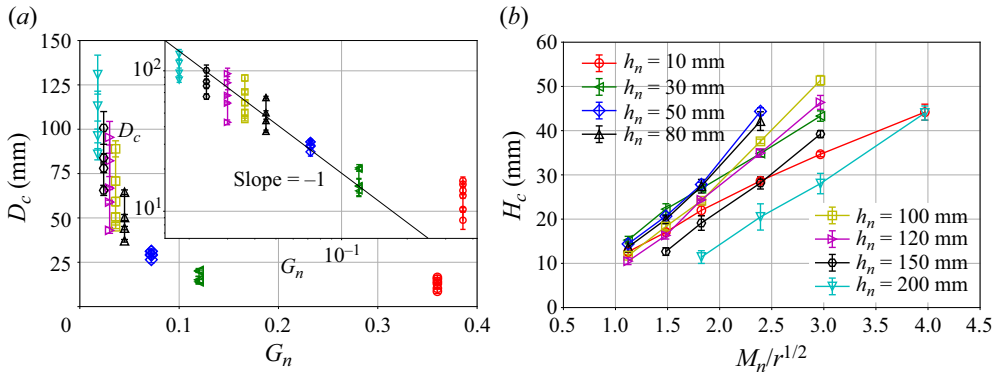 (a)
150
125
100
75
50
25
0
0.1
0.2
0.3
0.4
D_c (mm)
G_n
10^2
10^1
D_c
Slope = –1
10^{-1}
G_n
(b)
60
50
40
30
20
10
0
0.5
1.0
1.5
2.0
2.5
3.0
3.5
4.0
4.5
H_c (mm)
M_n/r^{1/2}
h_n = 10 mm
h_n = 30 mm
h_n = 50 mm
h_n = 80 mm
h_n = 100 mm
h_n = 120 mm
h_n = 150 mm
h_n = 200 mm